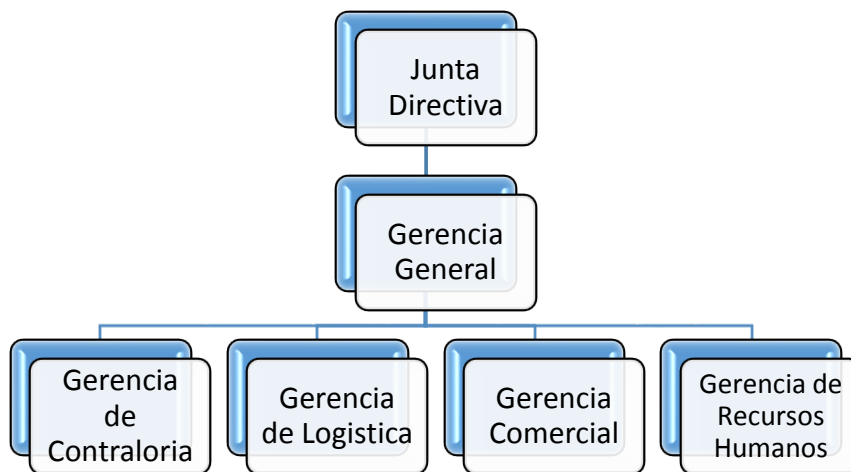 Junta
Directiva
Gerencia
General
Gerencia
de
Contraloria
Gerencia
de Logistica
Gerencia
Comercial
Gerencia de
Recursos
Humanos